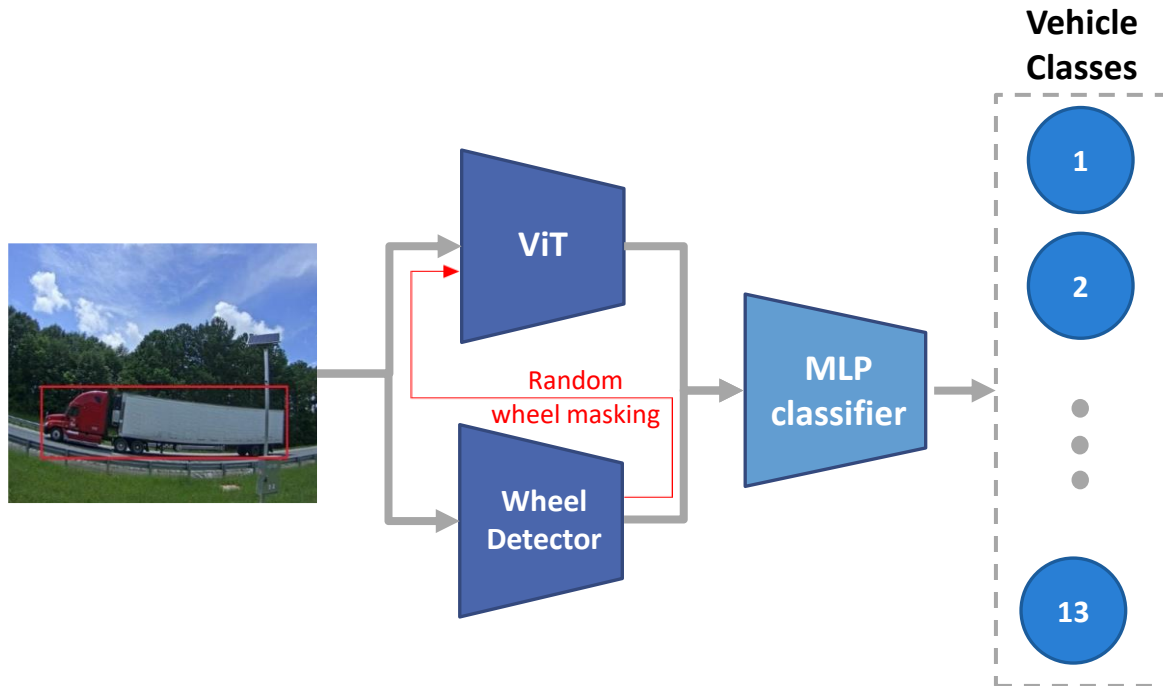 Vehicle
Classes
1
ViT
2
Random
wheel masking
MLP
classifier
Wheel
Detector
13